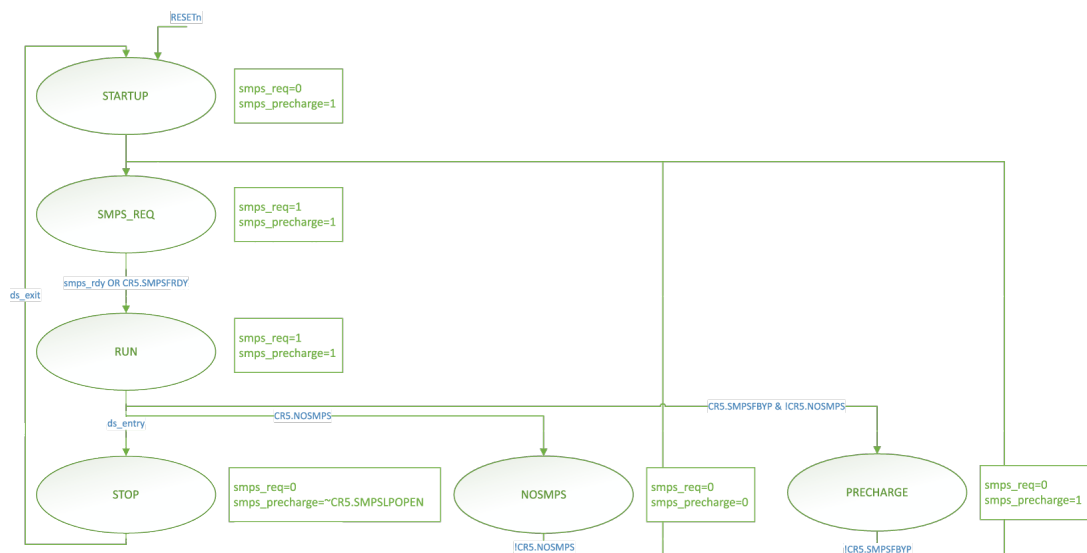 RESETn
STARTUP
smps_req=0
smps_precharge=1
SMPS_REQ
smps_req=1
smps_precharge=1
smps_rdy OR CR5.SMPSFRDY
ds_exit
RUN
smps_req=1
smps_precharge=1
CR5.SMPSFBYP & !CR5.NOSMPS
CR5.NOSMPS
ds_entry
STOP
smps_req=0
smps_precharge=~CR5.SMPSLPOPEN
NOSMPS
smps_req=0
smps_precharge=0
PRECHARGE
smps_req=0
smps_precharge=1
!CR5.NOSMPS
!CR5.SMPSFBYP